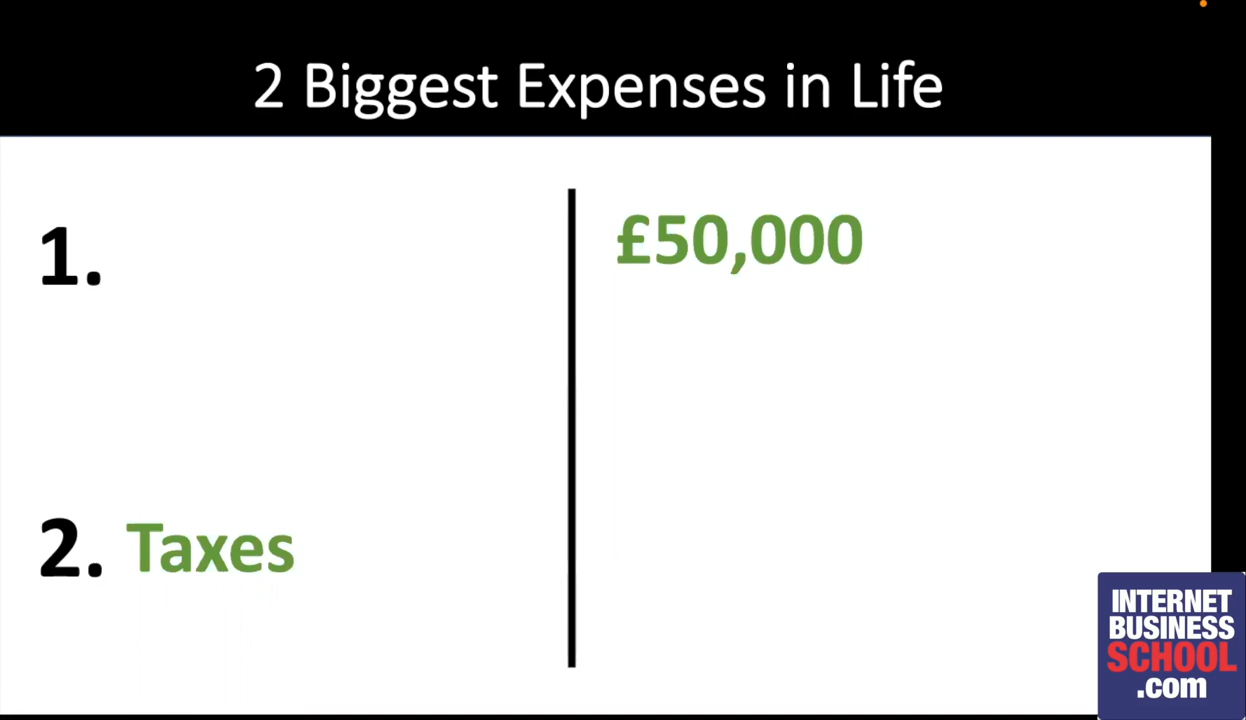 2 Biggest Expenses in Life
1.
£50,000
2. Taxes
INTERNET
BUSINESS
SCHOOL
.com